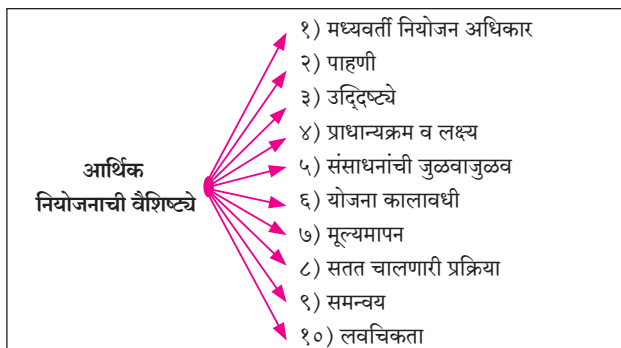 आर्थिक
नियोजनाची वैशिष्ट्ये
१) मध्यवर्ती नियोजन अधिकार
२) पाहणी
३) उद्दिष्ट्ये
४) प्राधान्यक्रम व लक्ष्य
५) संसाधनांची जुळवाजुळव
६) योजना कालावधी
७) मूल्यमापन
८) सतत चालणारी प्रक्रिया
९) समन्वय
१०) लवचिकता